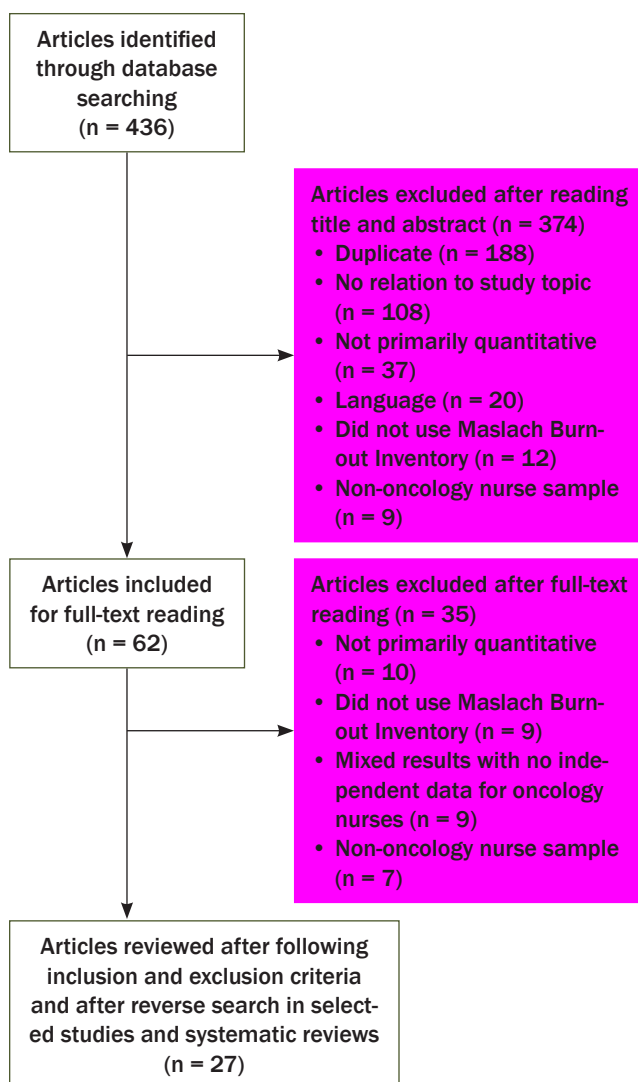 Articles identified
through database
searching
(n = 436)
Articles excluded after reading
title and abstract (n = 374)
• Duplicate (n = 188)
• No relation to study topic
(n = 108)
• Not primarily quantitative
(n = 37)
• Language (n = 20)
• Did not use Maslach Burn-
out Inventory (n = 12)
• Non-oncology nurse sample
(n = 9)
Articles included
for full-text reading
(n = 62)
Articles excluded after full-text
reading (n = 35)
• Not primarily quantitative
(n = 10)
• Did not use Maslach Burn-
out Inventory (n = 9)
• Mixed results with no inde-
pendent data for oncology
nurses (n = 9)
• Non-oncology nurse sample
(n = 7)
Articles reviewed after following
inclusion and exclusion criteria
and after reverse search in select-
ed studies and systematic reviews
(n = 27)